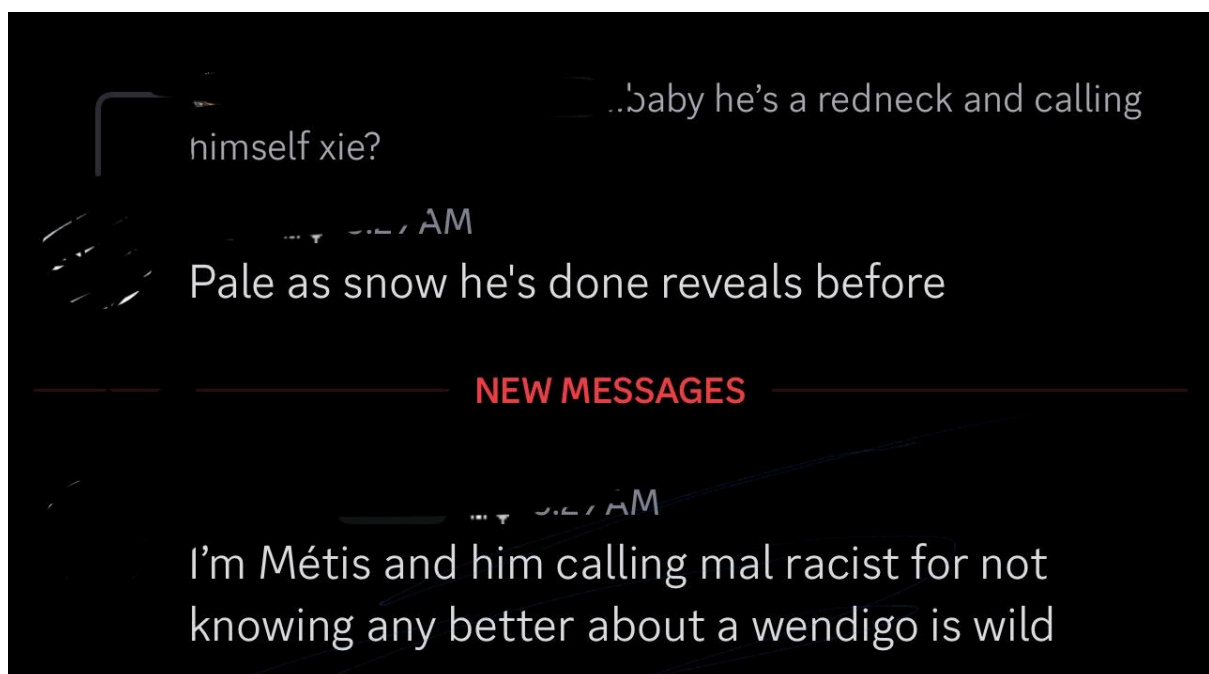 baby he's a redneck and calling
himself xie?
AM
Pale as snow he's done reveals before
NEW MESSAGES
AM
I'm Métis and him calling mal racist for not
knowing any better about a wendigo is wild